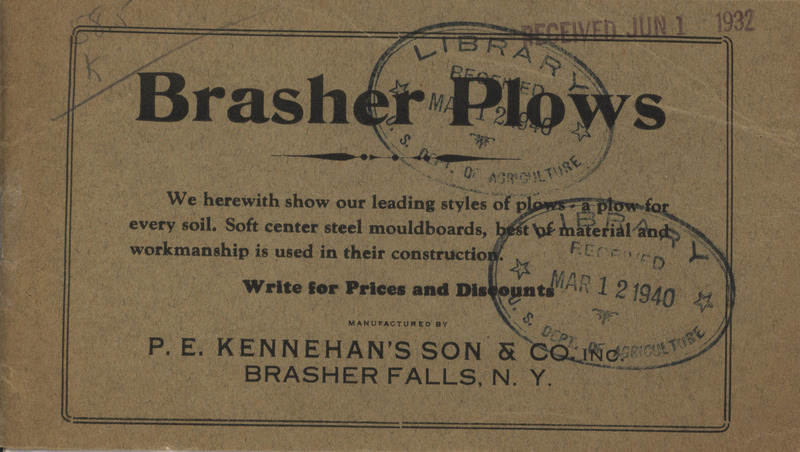 RECEIVED JUN 1 1932
K
Brasher Plows
LIBRARY
RECEIVED
MAR 12 1940
U. S. DEPT. OF AGRICULTURE
We herewith show our leading styles of plows - a plow for
every soil. Soft center steel mouldboards, best of material and
workmanship is used in their construction.
Write for Prices and Discounts
LIBRARY
RECEIVED
MAR 12 1940
U. S. DEPT. OF AGRICULTURE
MANUFACTURED BY
P. E. KENNEHAN'S SON & CO. INC.
BRASHER FALLS, N. Y.